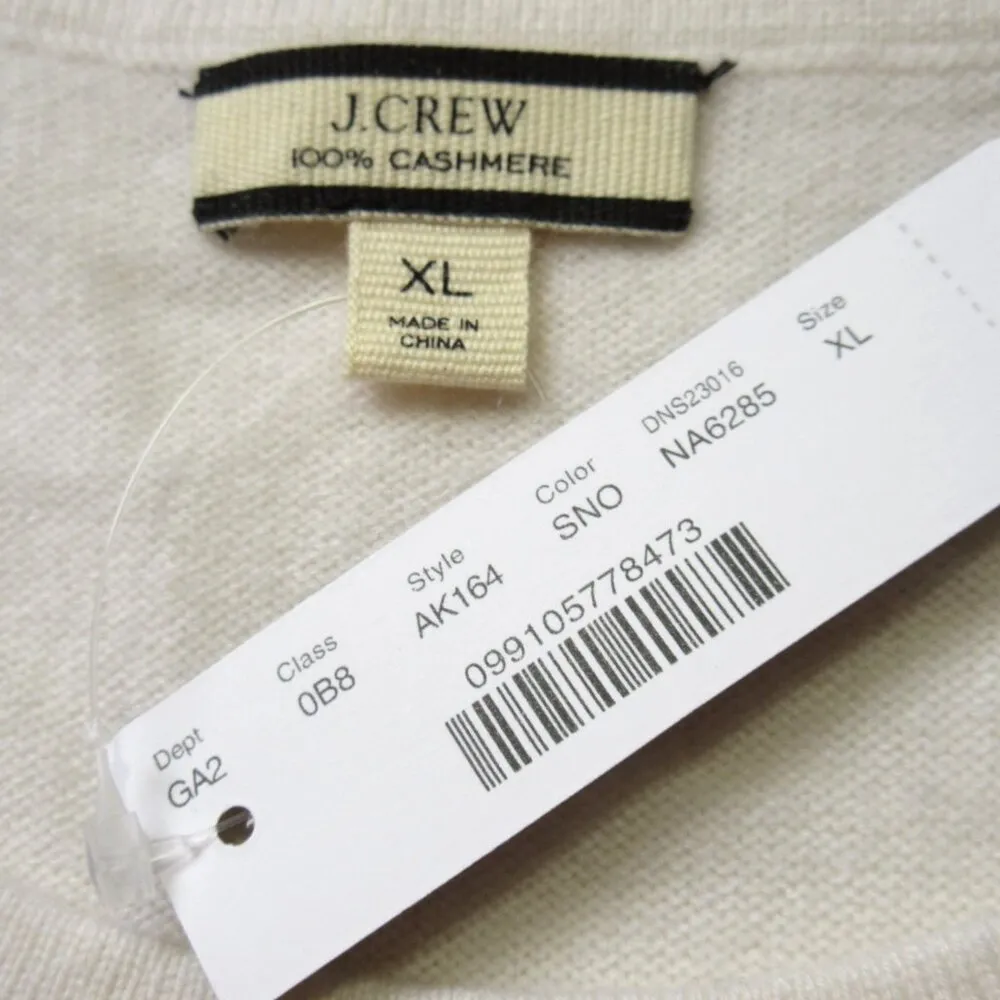 J.CREW
100% CASHMERE
XL
MADE IN
CHINA
Dept
GA2
Class
0B8
Style
AK164
Color
SNO
DNS23016
NA6285
Size
XL
099105778473